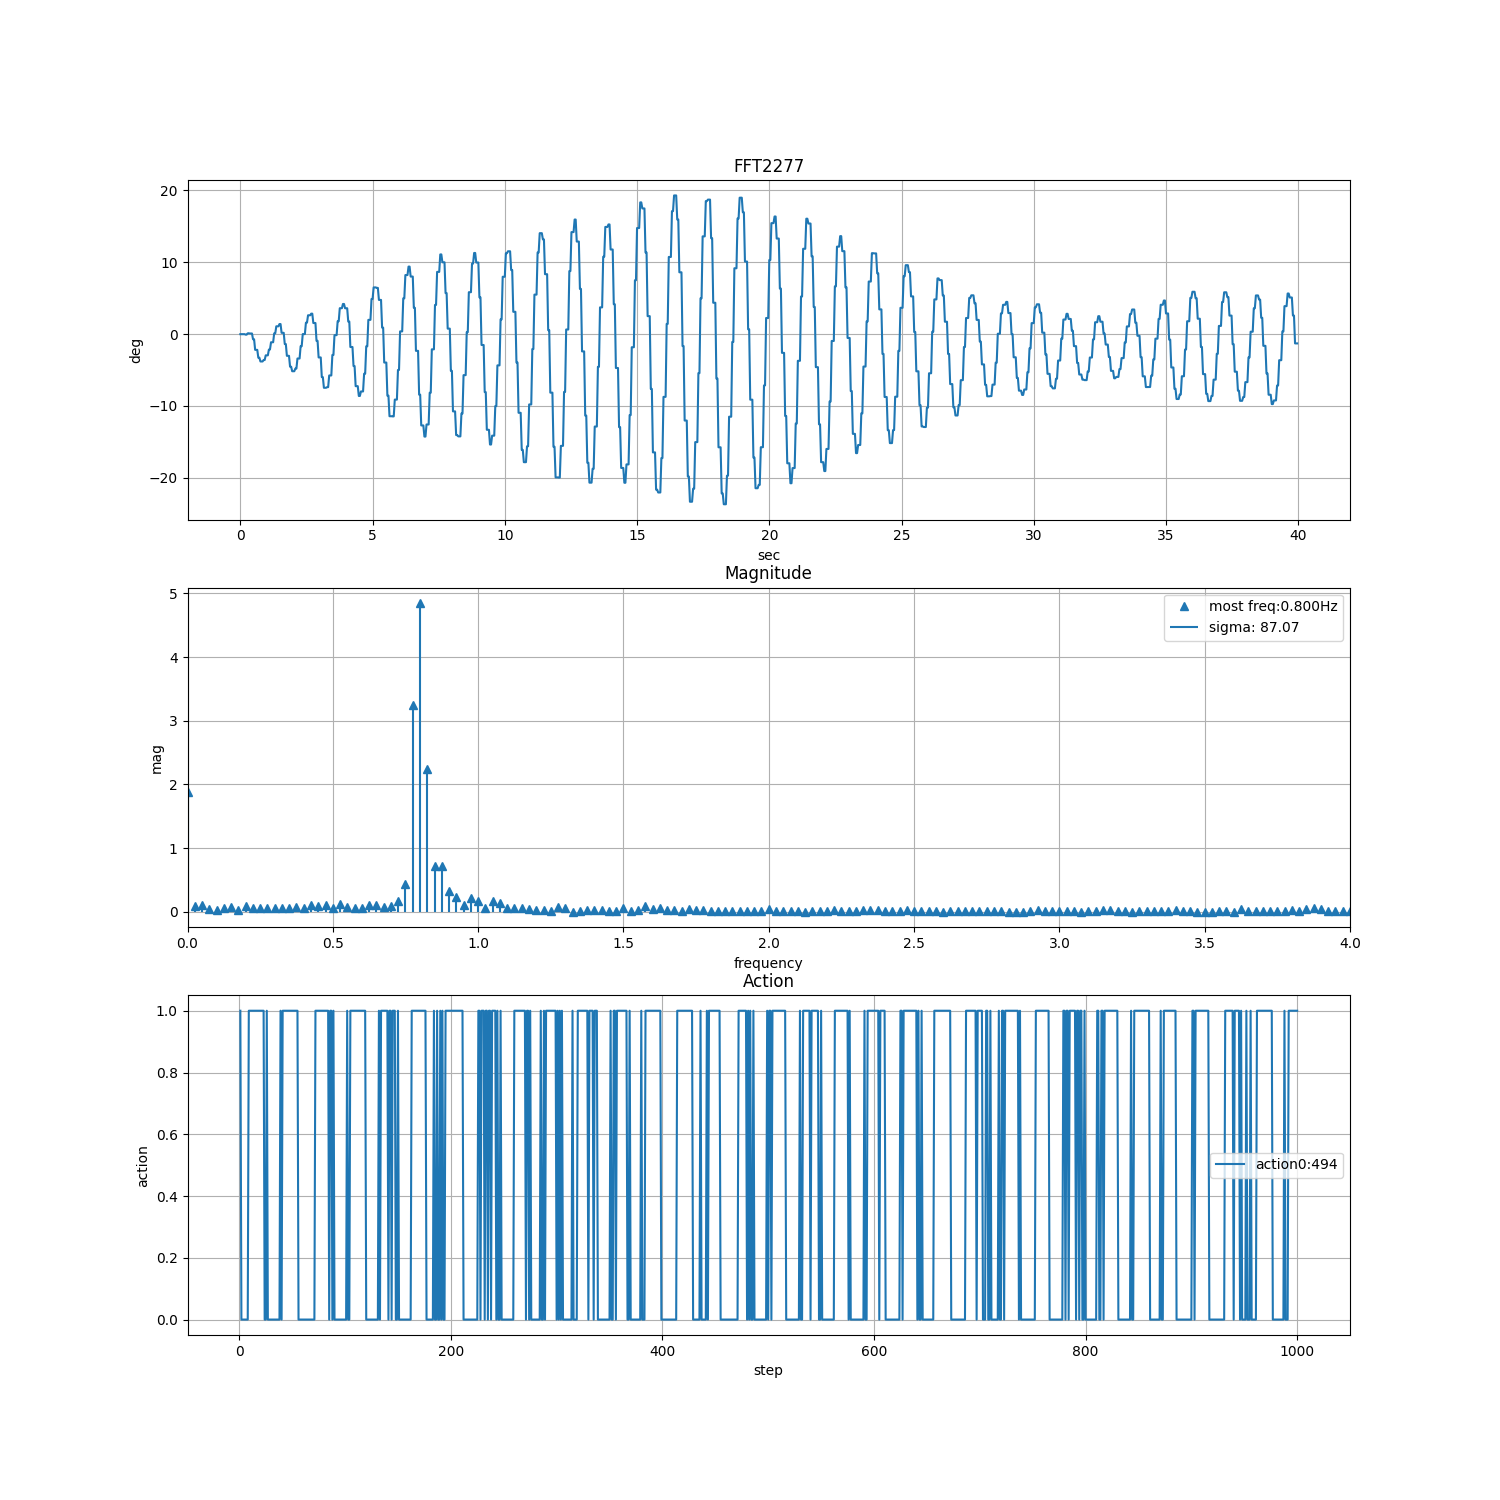 FFT2277
20
10
0
−10
−20
deg
0 5 10 15 20 25 30 35 40
sec
Magnitude
5
4
3
2
1
0
mag
most freq:0.800Hz
sigma: 87.07
0.0 0.5 1.0 1.5 2.0 2.5 3.0 3.5 4.0
frequency
Action
1.0
0.8
0.6
0.4
0.2
0.0
action
action0:494
0 200 400 600 800 1000
step